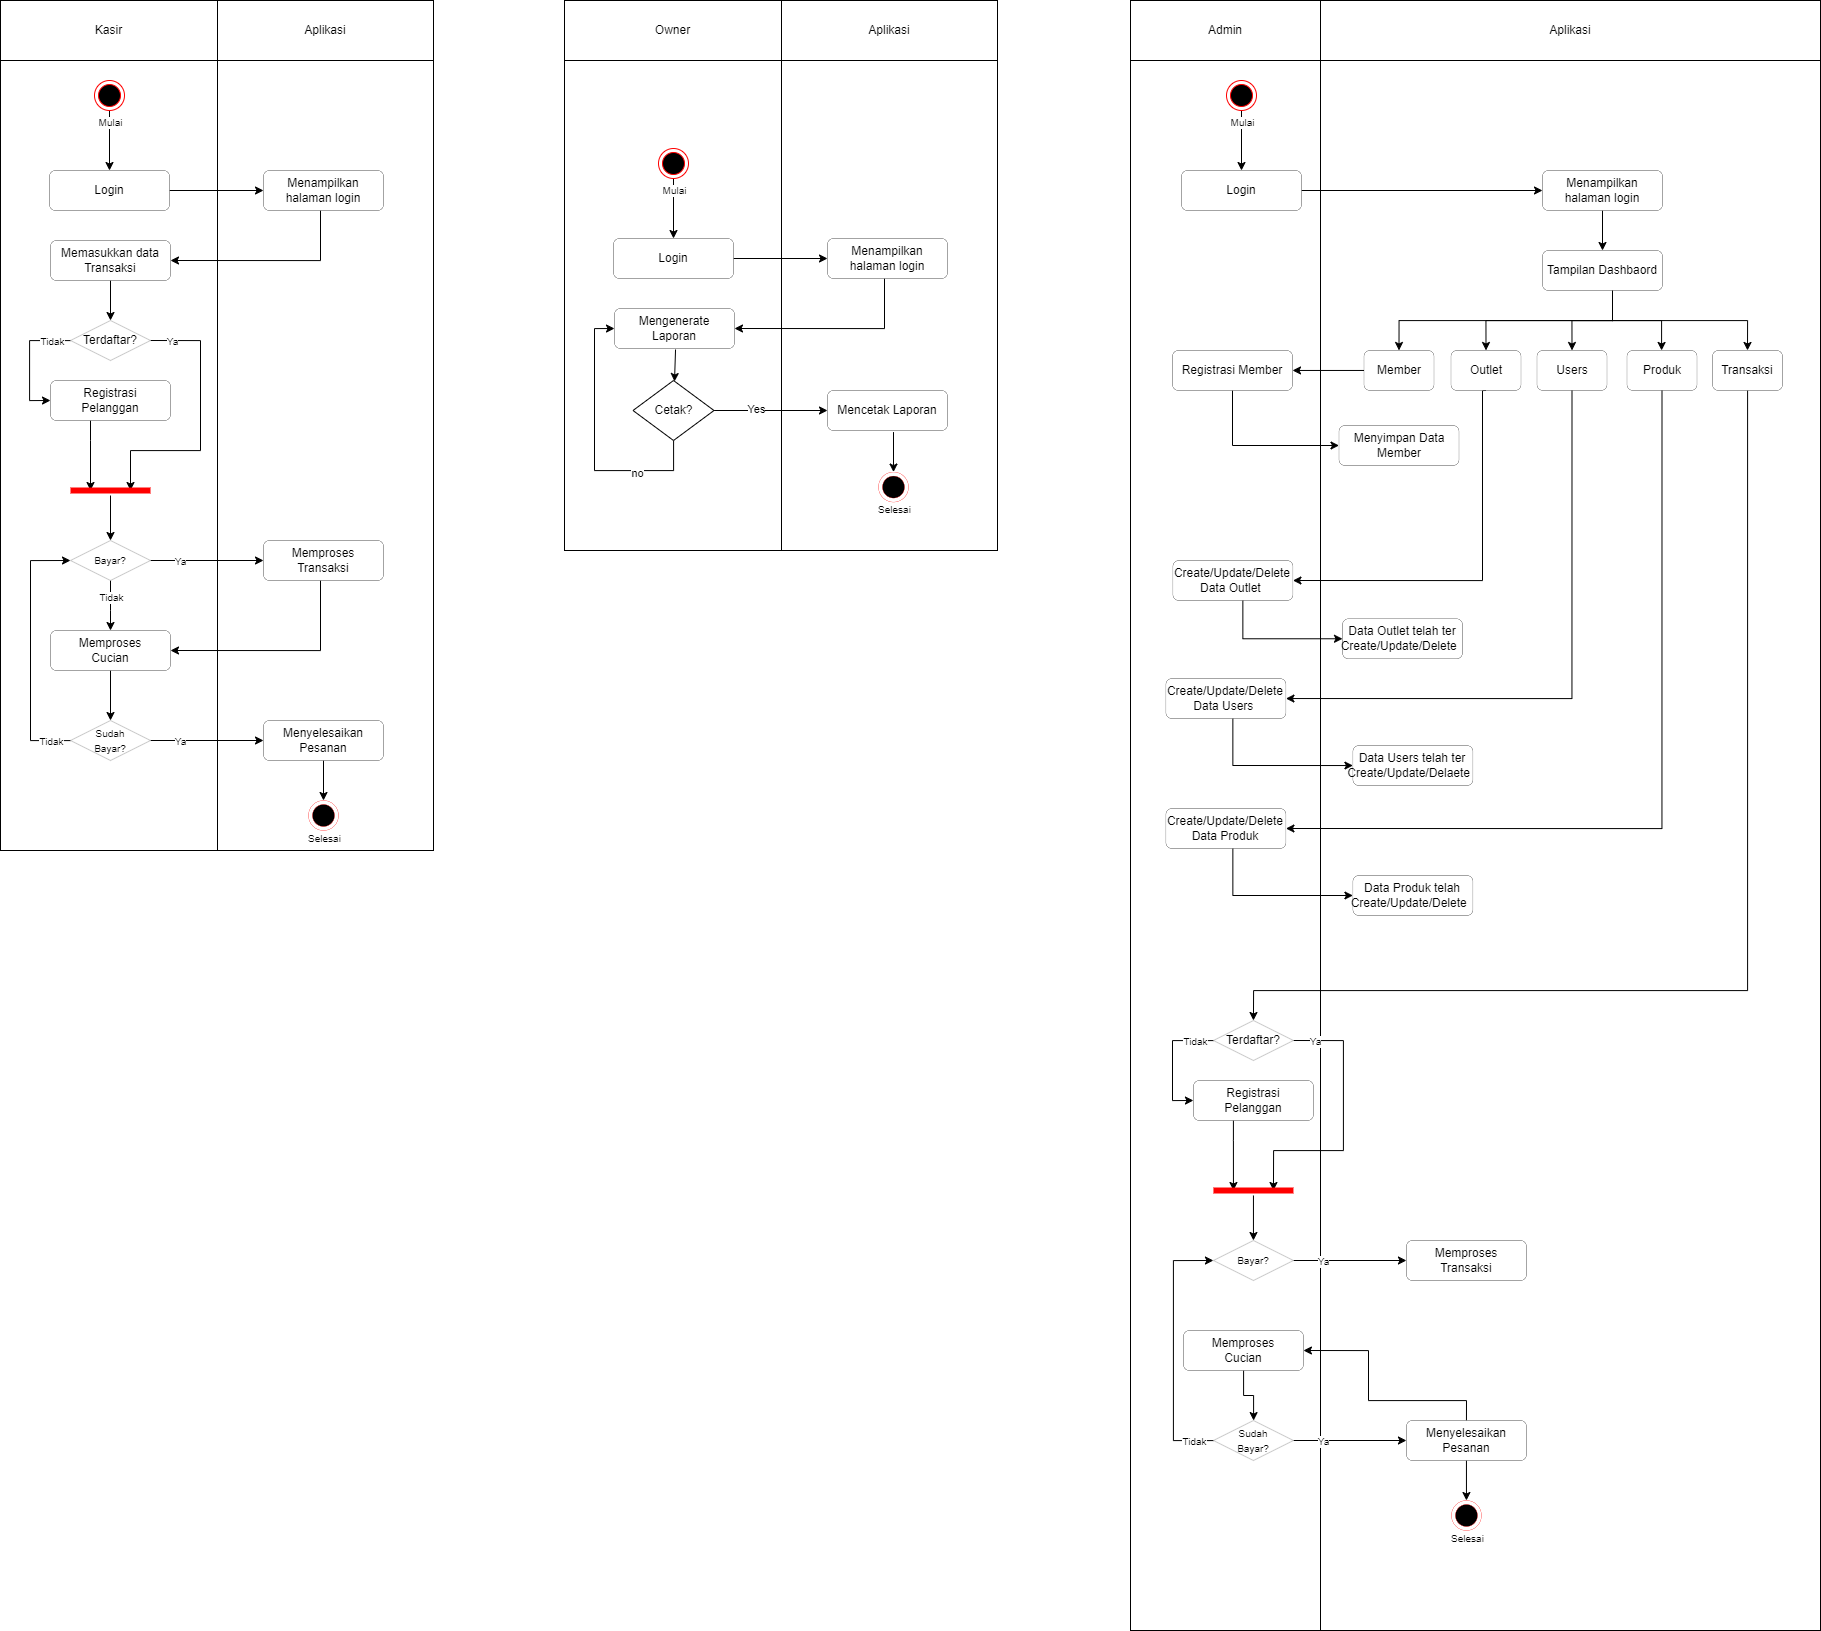 Kasir
Aplikasi
Mulai
Login
Menampilkan
halaman login
Memasukkan data
Transaksi
Tidak
Terdaftar?
Ya
Registrasi
Pelanggan
Bayar?
Ya
Memproses
Transaksi
Tidak
Memproses
Cucian
Tidak
Sudah
Bayar?
Ya
Menyelesaikan
Pesanan
Selesai
Owner
Aplikasi
Mulai
Login
Menampilkan
halaman login
Mengenerate
Laporan
Cetak?
Yes
Mencetak Laporan
no
Selesai
Admin
Aplikasi
Mulai
Login
Menampilkan
halaman login
Tampilan Dashbaord
Registrasi Member
Member
Outlet
Users
Produk
Transaksi
Menyimpan Data
Member
Create/Update/Delete
Data Outlet
Data Outlet telah ter
Create/Update/Delete
Create/Update/Delete
Data Users
Data Users telah ter
Create/Update/Delaete
Create/Update/Delete
Data Produk
Data Produk telah
Create/Update/Delete
Tidak
Terdaftar?
Ya
Registrasi
Pelanggan
Bayar?
Ya
Memproses
Transaksi
Memproses
Cucian
Tidak
Sudah
Bayar?
Ya
Menyelesaikan
Pesanan
Selesai